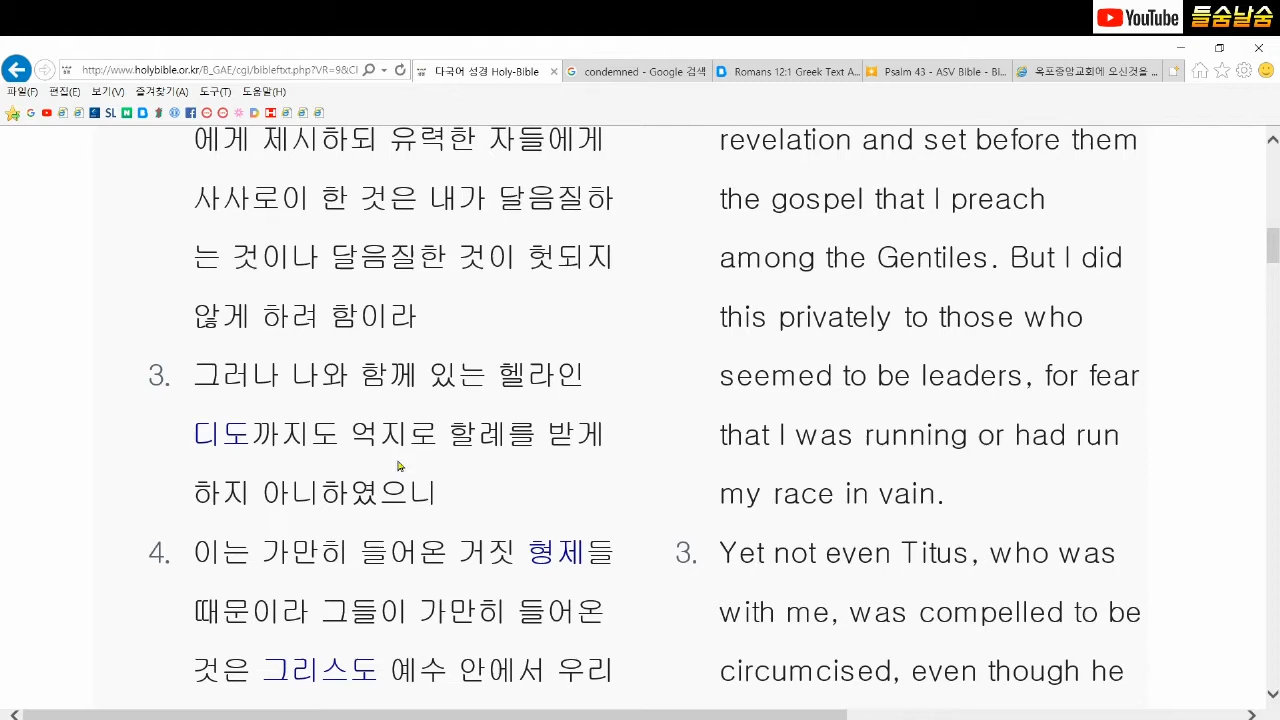 YouTube 들숨날숨
http://www.holybible.or.kr/B_GAE/cgi/bibleftxt.php?VR=9&CI
다국어 성경 Holy-Bible
condemned - Google 검색
Romans 12:1 Greek Text A...
Psalm 43 - ASV Bible - Bi...
옥포중앙교회에 오신것을 ...
파일(F) 편집(E) 보기(V) 즐겨찾기(A) 도구(T) 도움말(H)
에게 제시하되 유력한 자들에게
사사로이 한 것은 내가 달음질하
는 것이나 달음질한 것이 헛되지
않게 하려 함이라
3. 그러나 나와 함께 있는 헬라인
디도까지도 억지로 할례를 받게
하지 아니하였으니
4. 이는 가만히 들어온 거짓 형제들
때문이라 그들이 가만히 들어온
것은 그리스도 예수 안에서 우리
revelation and set before them
the gospel that I preach
among the Gentiles. But I did
this privately to those who
seemed to be leaders, for fear
that I was running or had run
my race in vain.
3. Yet not even Titus, who was
with me, was compelled to be
circumcised, even though he